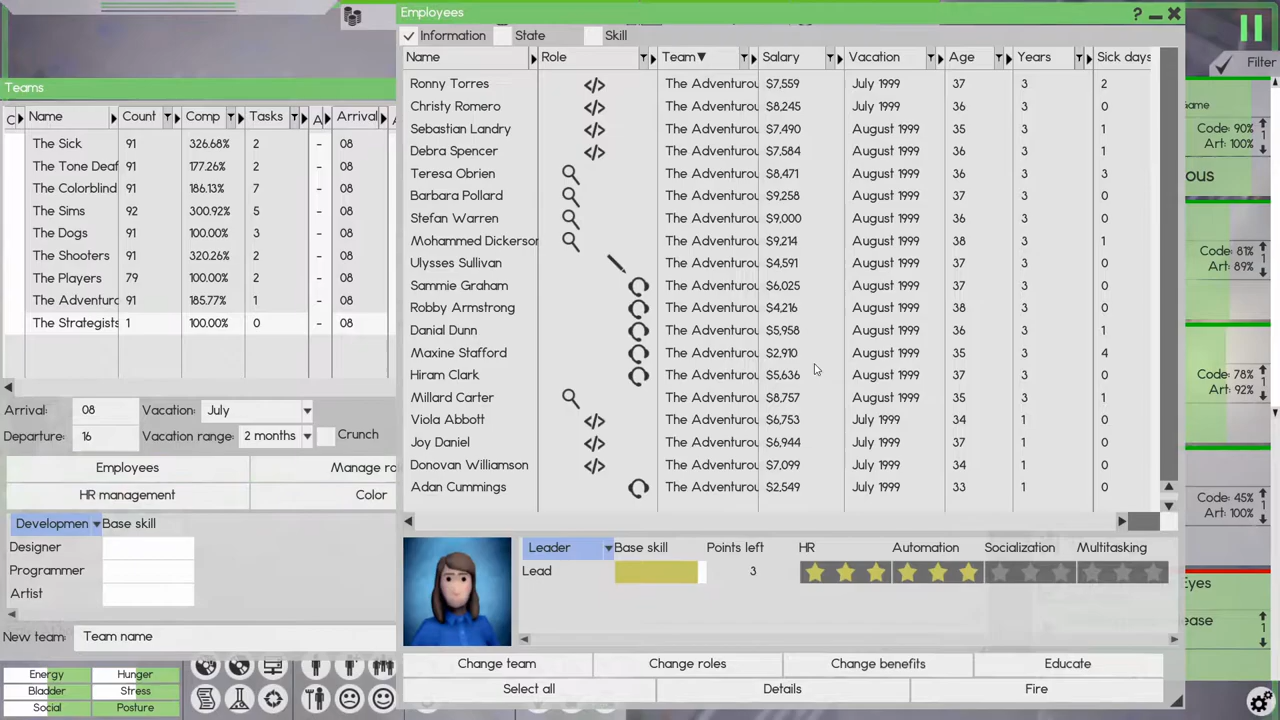 Employees
?
Information State Skill
Name Role Team▼ Salary Vacation Age Years Sick days
Ronny Torres The Adventurou $7,559 July 1999 37 3 2
Christy Romero The Adventurou $8,245 July 1999 36 3 0
Sebastian Landry The Adventurou $7,490 August 1999 35 3 1
Debra Spencer The Adventurou $7,584 August 1999 36 3 1
Teresa Obrien The Adventurou $8,471 August 1999 36 3 3
Barbara Pollard The Adventurou $9,258 August 1999 37 3 0
Stefan Warren The Adventurou $9,000 August 1999 36 3 0
Mohammed Dickerson The Adventurou $9,214 August 1999 38 3 1
Ulysses Sullivan The Adventurou $4,591 August 1999 37 3 0
Sammie Graham The Adventurou $6,025 August 1999 37 3 0
Robby Armstrong The Adventurou $4,216 August 1999 38 3 0
Danial Dunn The Adventurou $5,958 August 1999 36 3 1
Maxine Stafford The Adventurou $2,910 August 1999 35 3 4
Hiram Clark The Adventurou $5,636 August 1999 37 3 0
Millard Carter The Adventurou $8,757 August 1999 35 3 1
Viola Abbott The Adventurou $6,753 July 1999 34 1 0
Joy Daniel The Adventurou $6,944 July 1999 37 1 0
Donovan Williamson The Adventurou $7,099 July 1999 34 1 0
Adan Cummings The Adventurou $2,549 July 1999 33 1 0
Leader Base skill Points left HR Automation Socialization Multitasking
Lead 3
Change team Change roles Change benefits Educate
Select all Details Fire
Teams
C Name Count Comp Tasks A Arrival
The Sick 91 326.68% 2 - 08
The Tone Deaf 91 177.26% 2 - 08
The Colorblind 91 186.13% 7 - 08
The Sims 92 300.92% 5 - 08
The Dogs 91 100.00% 3 - 08
The Shooters 91 320.26% 2 - 08
The Players 79 100.00% 2 - 08
The Adventurc 91 185.77% 1 - 08
The Strategists 1 100.00% 0 - 08
Arrival: 08 Vacation: July
Departure: 16 Vacation range: 2 months Crunch
Employees Manage ro
HR management Color
Developmen Base skill
Designer
Programmer
Artist
New team: Team name
Energy Hunger
Bladder Stress
Social Posture
Filter
Game
Code: 90% 1
Art: 100%
ous
Code: 81% 1
Art: 89%
Code: 78% 1
Art: 92%
Code: 45% 1
Art: 100%
Eyes
ease 1